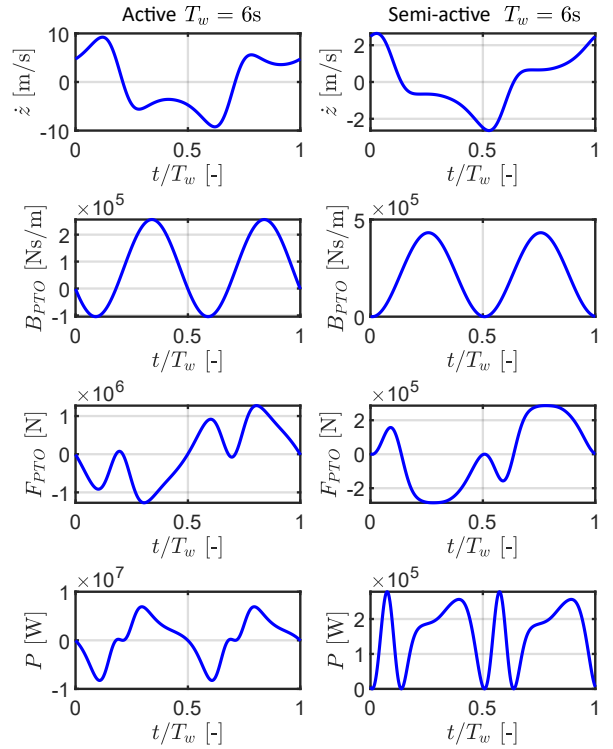 Active T_w = 6s
Semi-active T_w = 6s
10
0
-10
ż [m/s]
0 0.5 1
t/T_w [-]
2
0
-2
ż [m/s]
0 0.5 1
t/T_w [-]
×10^5
2
1
0
-1
B_PTO [Ns/m]
0 0.5 1
t/T_w [-]
×10^5
5
0
B_PTO [Ns/m]
0 0.5 1
t/T_w [-]
×10^6
1
0
-1
F_PTO [N]
0 0.5 1
t/T_w [-]
×10^5
2
0
-2
F_PTO [N]
0 0.5 1
t/T_w [-]
×10^7
1
0
-1
P [W]
0 0.5 1
t/T_w [-]
×10^5
2
1
0
P [W]
0 0.5 1
t/T_w [-]